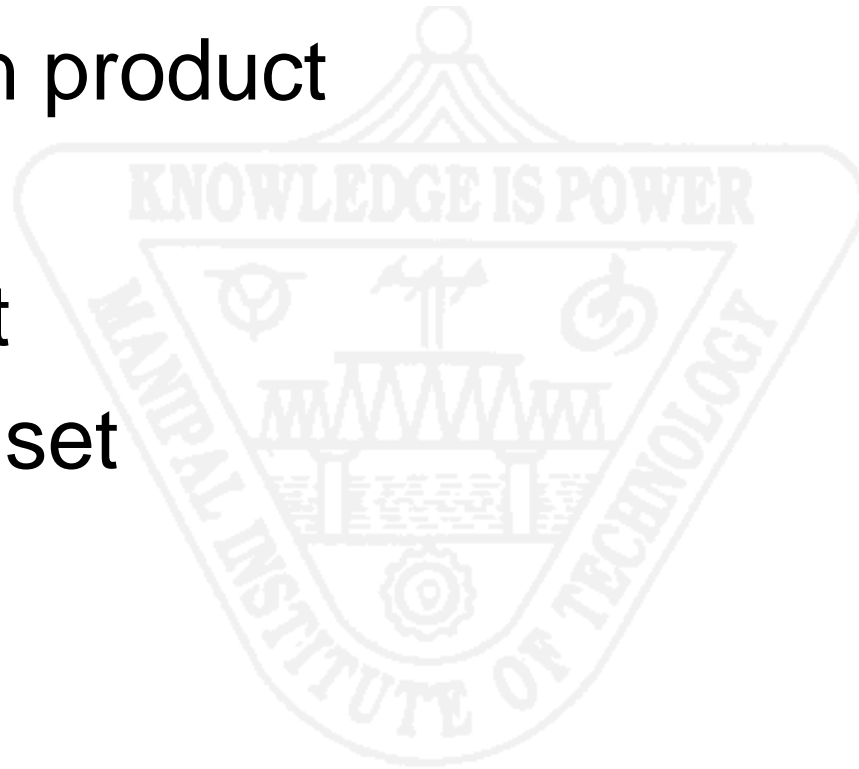 n product
t
set
KNOWLEDGE IS POWER
MANIPAL INSTITUTE OF TECHNOLOGY